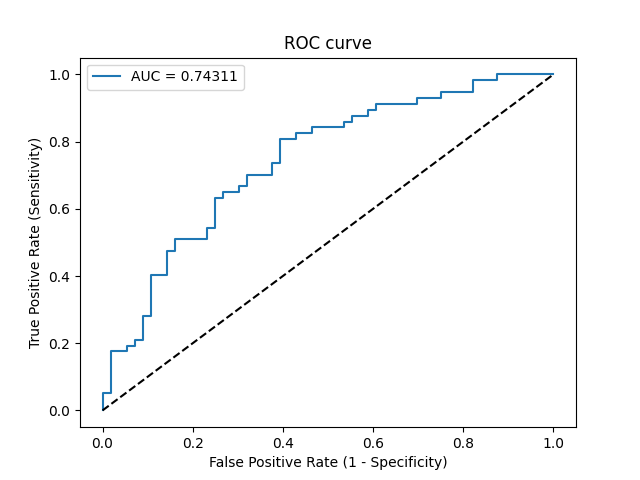 ROC curve
AUC = 0.74311
True Positive Rate (Sensitivity)
1.0
0.8
0.6
0.4
0.2
0.0
0.0 0.2 0.4 0.6 0.8 1.0
False Positive Rate (1 - Specificity)